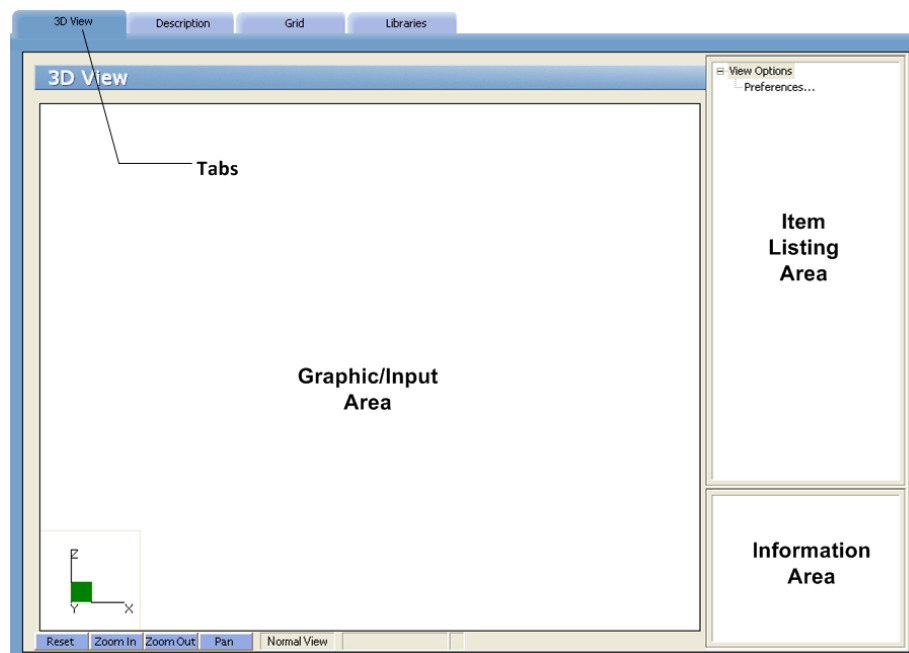 3D View
Description
Grid
Libraries
3D View
View Options
Preferences...
Tabs
Item
Listing
Area
Graphic/Input
Area
Information
Area
Z
Y
X
Reset
Zoom In
Zoom Out
Pan
Normal View